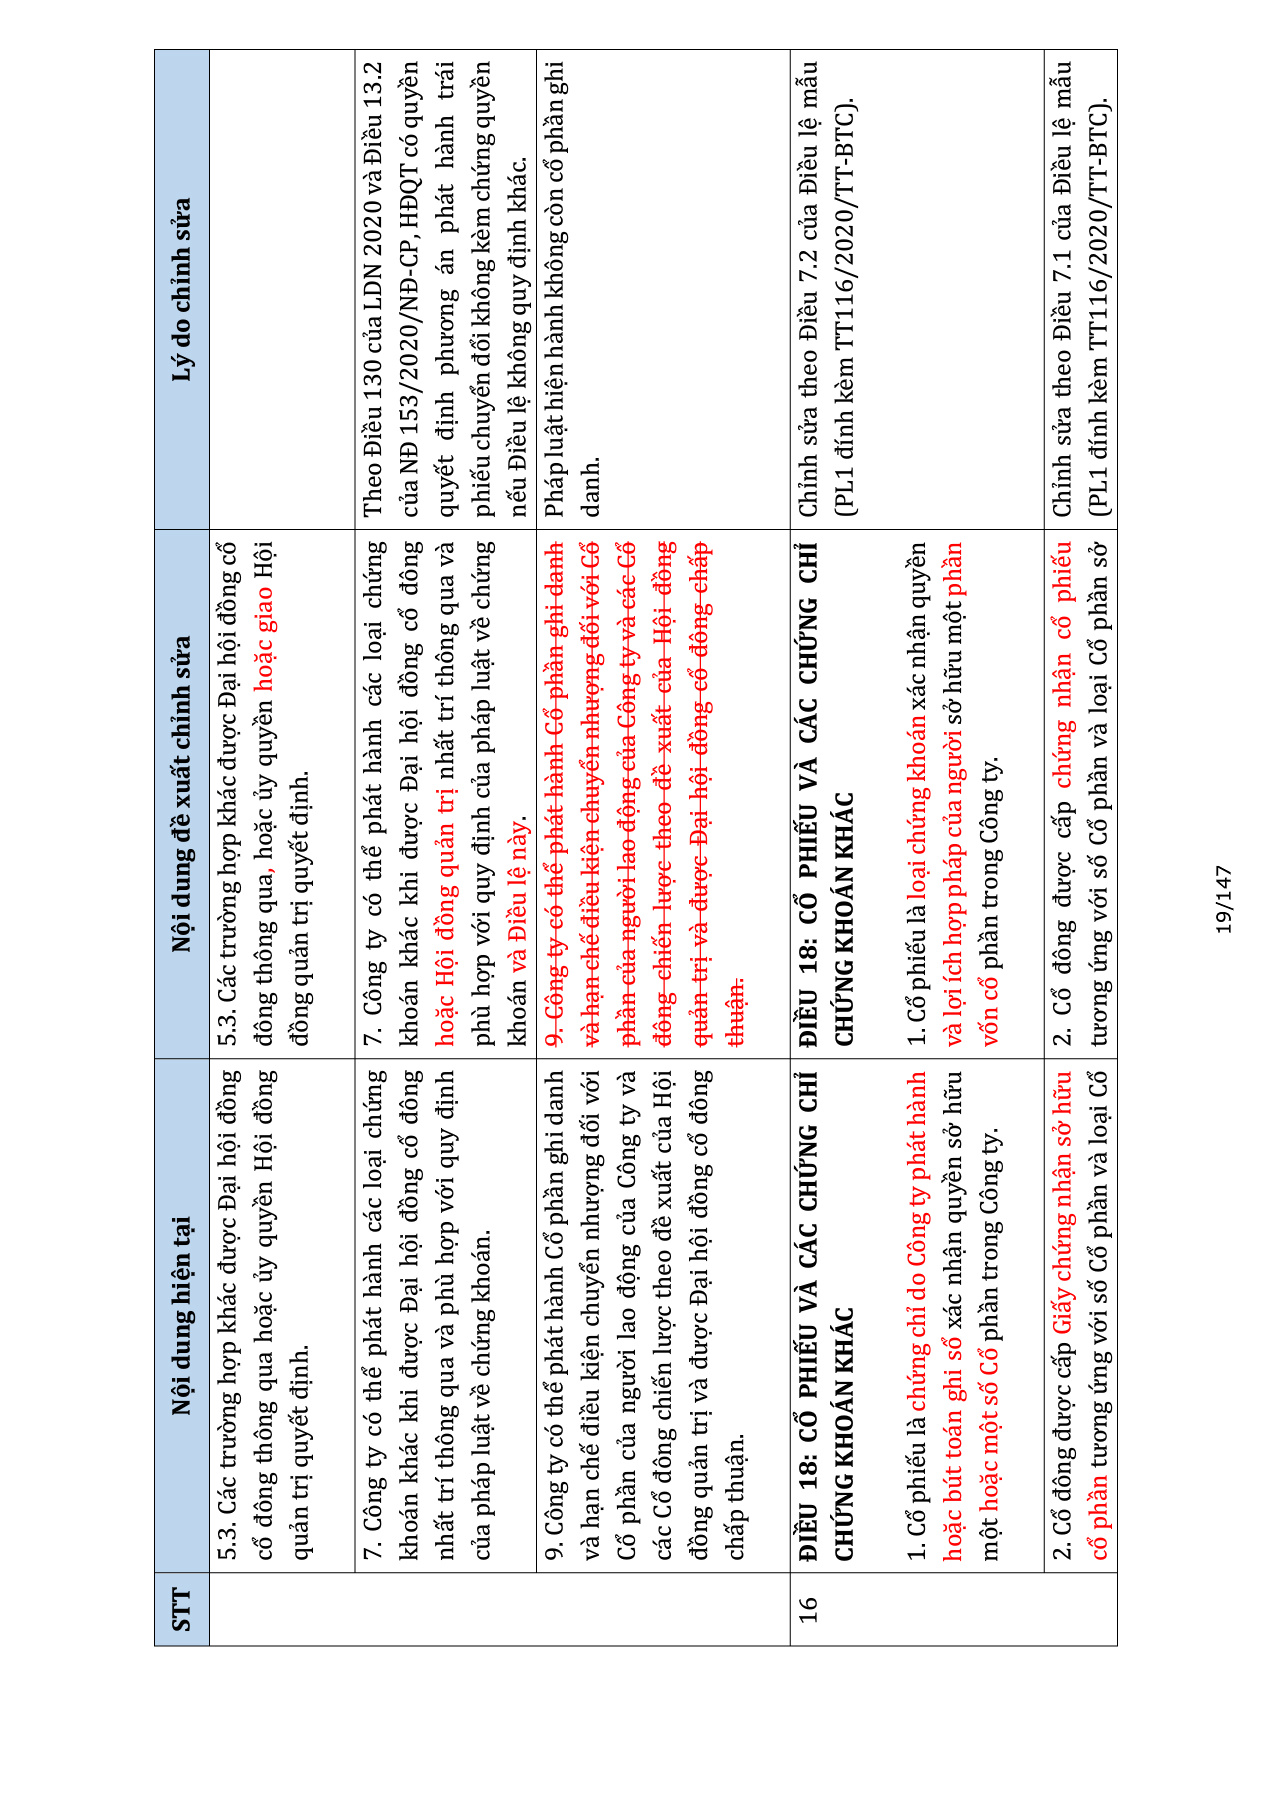 STT
Nội dung hiện tại
Nội dung đề xuất chỉnh sửa
Lý do chỉnh sửa
5.3. Các trường hợp khác được Đại hội đồng
cổ đông thông qua hoặc ủy quyền Hội đồng
quản trị quyết định.
5.3. Các trường hợp khác được Đại hội đồng cổ
đông thông qua, hoặc ủy quyền hoặc giao Hội
đồng quản trị quyết định.
7. Công ty có thể phát hành các loại chứng
khoán khác khi được Đại hội đồng cổ đông
nhất trí thông qua và phù hợp với quy định
của pháp luật về chứng khoán.
7. Công ty có thể phát hành các loại chứng
khoán khác khi được Đại hội đồng cổ đông
hoặc Hội đồng quản trị nhất trí thông qua và
phù hợp với quy định của pháp luật về chứng
khoán và Điều lệ này.
Theo Điều 130 của LDN 2020 và Điều 13.2
của NĐ 153/2020/NĐ-CP, HĐQT có quyền
quyết định phương án phát hành trái
phiếu chuyển đổi không kèm chứng quyền
nếu Điều lệ không quy định khác.
9. Công ty có thể phát hành Cổ phần ghi danh
và hạn chế điều kiện chuyển nhượng đối với
Cổ phần của người lao động của Công ty và
các Cổ đông chiến lược theo đề xuất của Hội
đồng quản trị và được Đại hội đồng cổ đông
chấp thuận.
9. Công ty có thể phát hành Cổ phần ghi danh
và hạn chế điều kiện chuyển nhượng đối với Cổ
phần của người lao động của Công ty và các Cổ
đông chiến lược theo đề xuất của Hội đồng
quản trị và được Đại hội đồng cổ đông chấp
thuận.
Pháp luật hiện hành không còn cổ phần ghi
danh.
16
ĐIỀU 18: CỔ PHIẾU VÀ CÁC CHỨNG CHỈ
CHỨNG KHOÁN KHÁC
1. Cổ phiếu là chứng chỉ do Công ty phát hành
hoặc bút toán ghi sổ xác nhận quyền sở hữu
một hoặc một số Cổ phần trong Công ty.
ĐIỀU 18: CỔ PHIẾU VÀ CÁC CHỨNG CHỈ
CHỨNG KHOÁN KHÁC
1. Cổ phiếu là loại chứng khoán xác nhận quyền
và lợi ích hợp pháp của người sở hữu một phần
vốn cổ phần trong Công ty.
Chỉnh sửa theo Điều 7.2 của Điều lệ mẫu
(PL1 đính kèm TT116/2020/TT-BTC).
2. Cổ đông được cấp Giấy chứng nhận sở hữu
cổ phần tương ứng với số Cổ phần và loại Cổ
2. Cổ đông được cấp chứng nhận cổ phiếu
tương ứng với số Cổ phần và loại Cổ phần sở
Chỉnh sửa theo Điều 7.1 của Điều lệ mẫu
(PL1 đính kèm TT116/2020/TT-BTC).
19/147